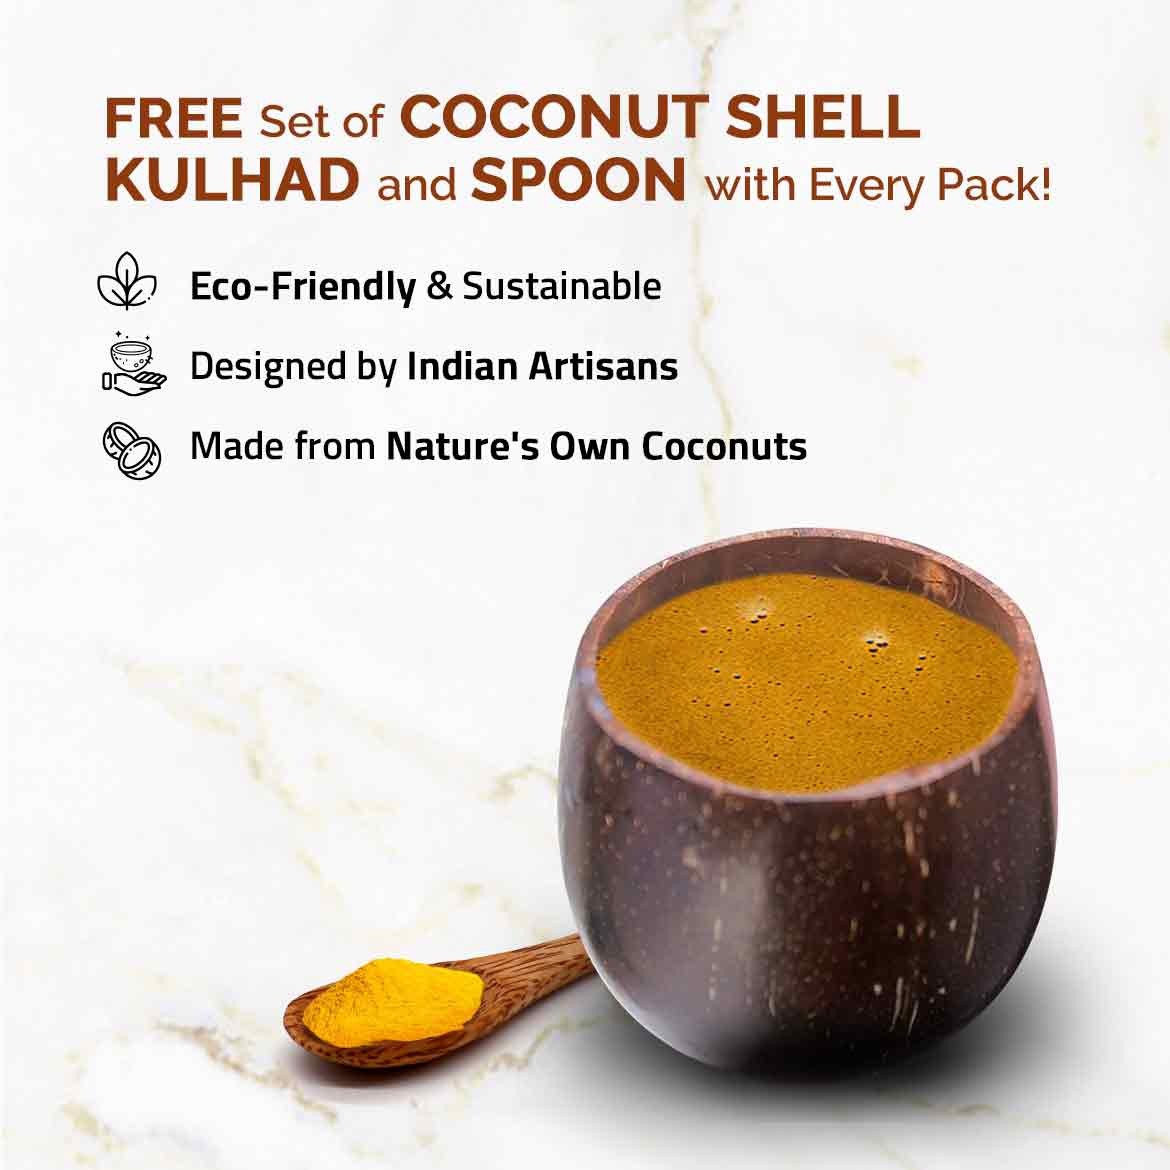 FREE Set of COCONUT SHELL
KULHAD and SPOON with Every Pack!
Eco-Friendly & Sustainable
Designed by Indian Artisans
Made from Nature's Own Coconuts